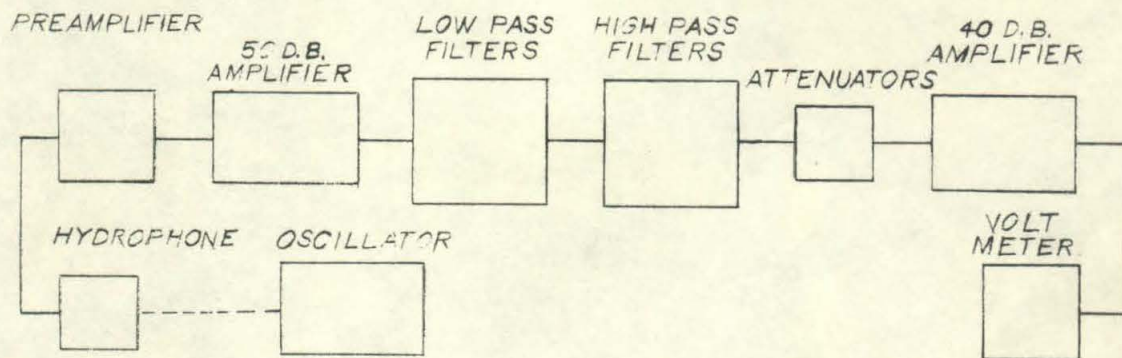 PREAMPLIFIER
50 D.B.
AMPLIFIER
LOW PASS
FILTERS
HIGH PASS
FILTERS
ATTENUATORS
40 D.B.
AMPLIFIER
HYDROPHONE
OSCILLATOR
VOLT
METER